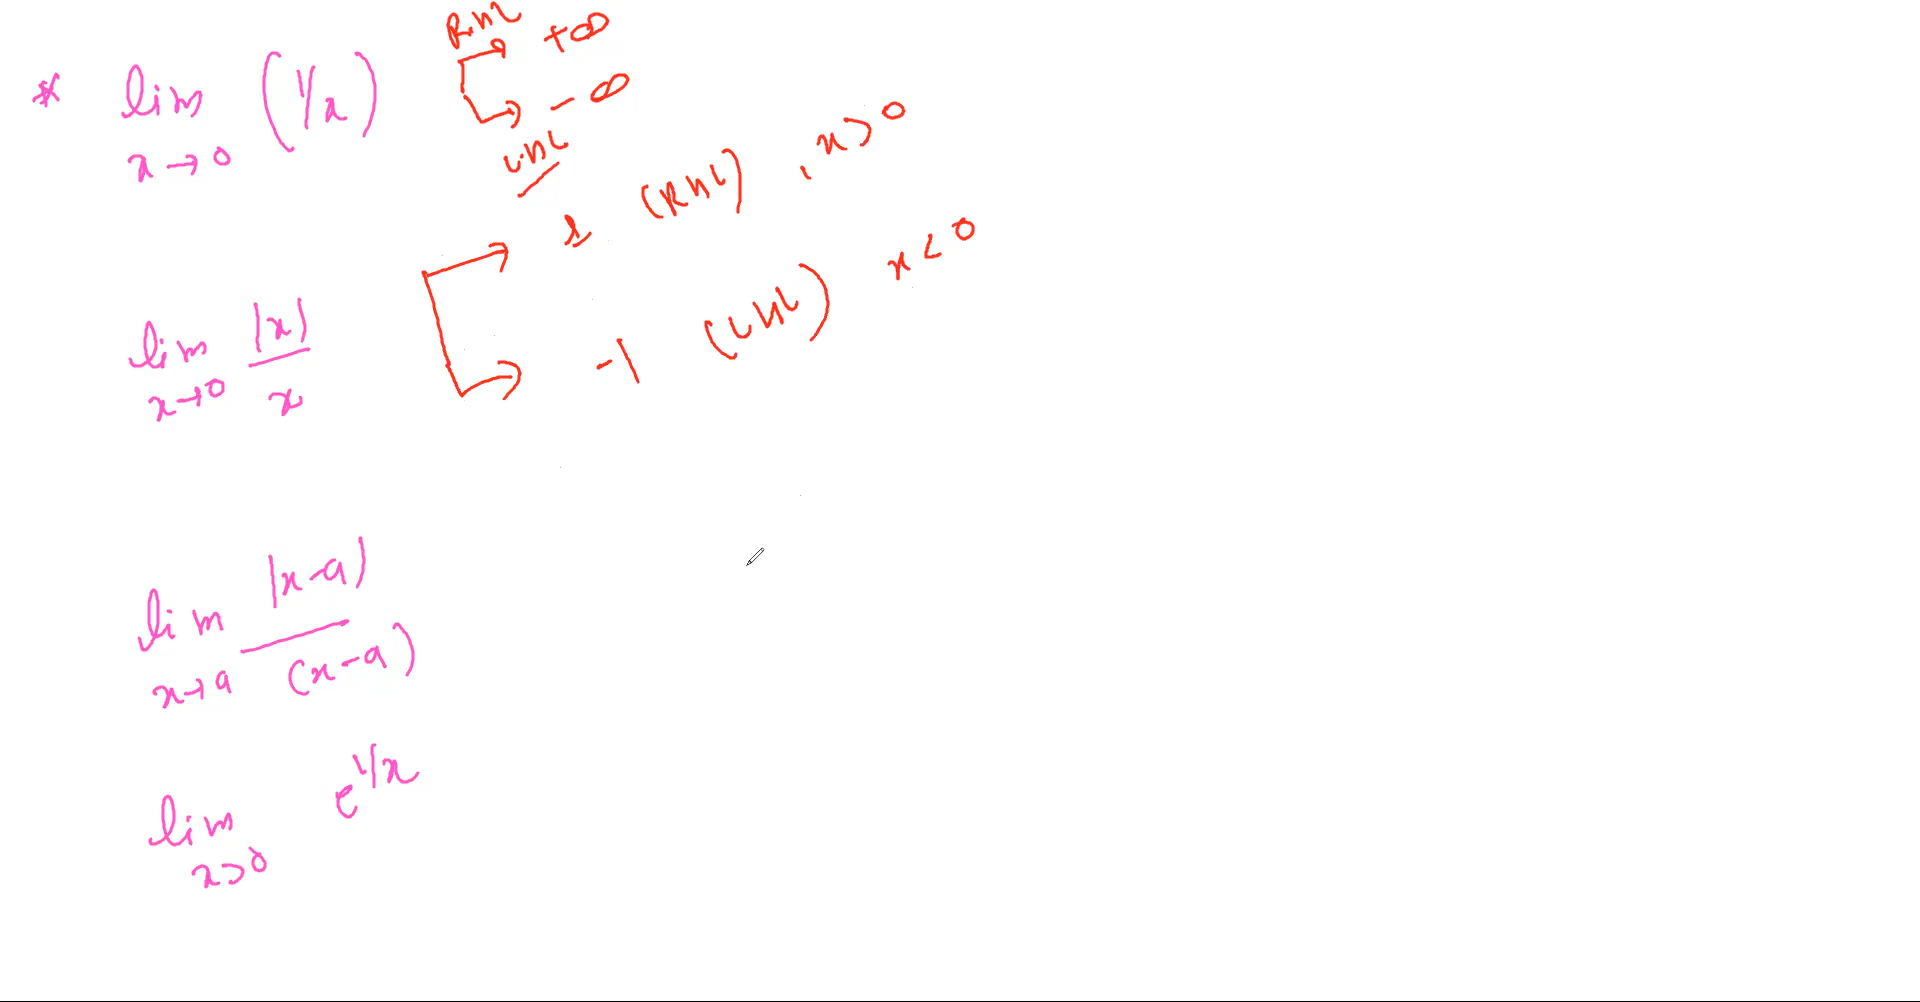 * lim x→0 (1/x)
RHL +∞
- ∞
LHL
lim x→0 |x|/x
1 (RHL) , x>0
-1 (LHL) x<0
lim x→a |x-a|/(x-a)
lim x>0 e^1/x